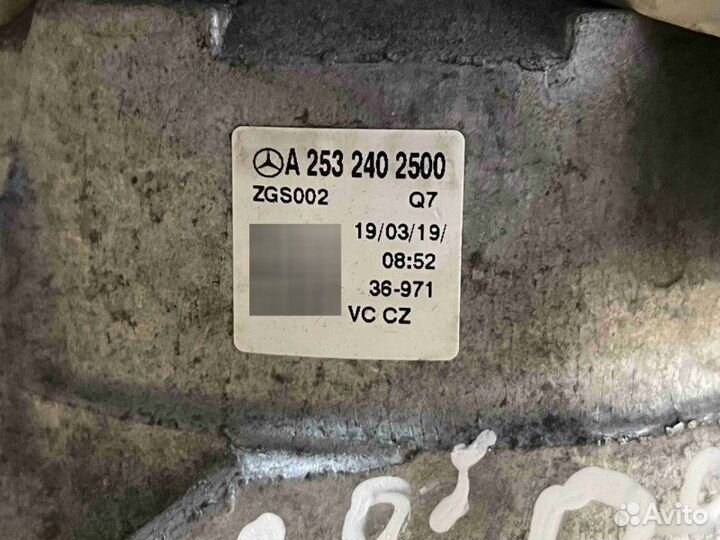 A 253 240 2500
ZGS002 Q7
19/03/19/
08:52
36-971
VC CZ
Avito